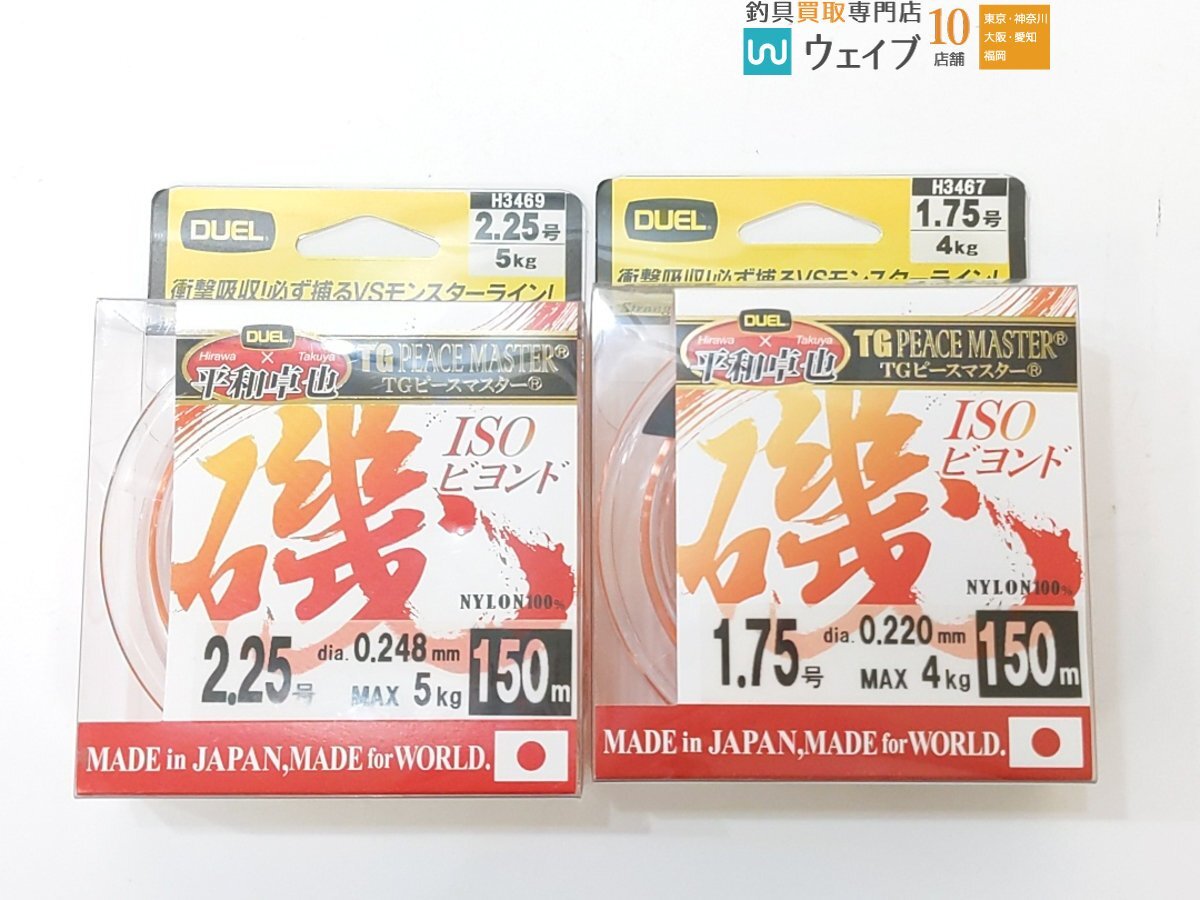 釣具買取専門店
ウェイブ
10
店舗
東京・神奈川
大阪・愛知
福岡
DUEL
H3469
2.25号
5kg
衝撃吸収!必ず捕るVSモンスターライン!
DUEL
Hirawa × Takuya
平和卓也
TG PEACE MASTER®
TGピースマスター®
磯
ISO
ビヨンド
NYLON100%
2.25号
dia. 0.248mm
MAX 5kg
150m
MADE in JAPAN,MADE for WORLD.
DUEL
H3467
1.75号
4kg
衝撃吸収!必ず捕るVSモンスターライン!
Strong
DUEL
Hirawa × Takuya
平和卓也
TG PEACE MASTER®
TGピースマスター®
磯
ISO
ビヨンド
NYLON100%
1.75号
dia. 0.220mm
MAX 4kg
150m
MADE in JAPAN,MADE for WORLD.